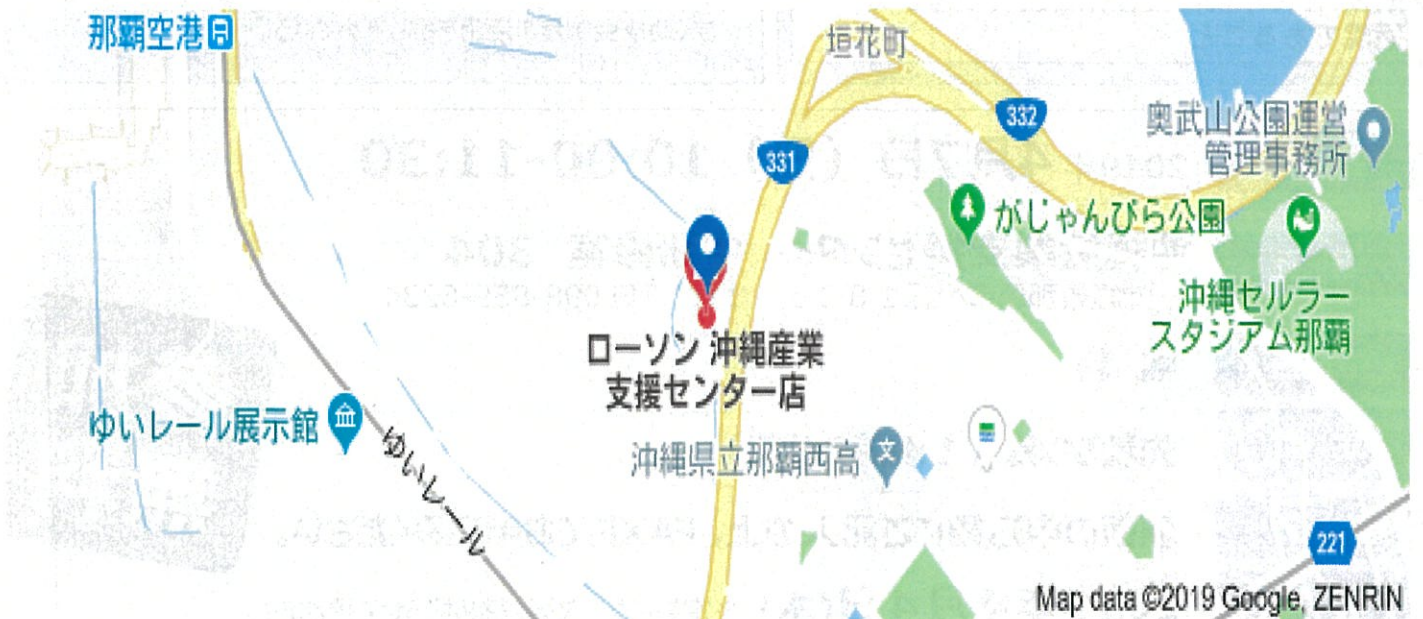 那覇空港
垣花町
332
奥武山公園運営
管理事務所
331
がじゃんびら公園
沖縄セルラー
スタジアム那覇
ローソン 沖縄産業
支援センター店
ゆいレール展示館
ゆいレール
沖縄県立那覇西高
文
221
Map data ©2019 Google, ZENRIN